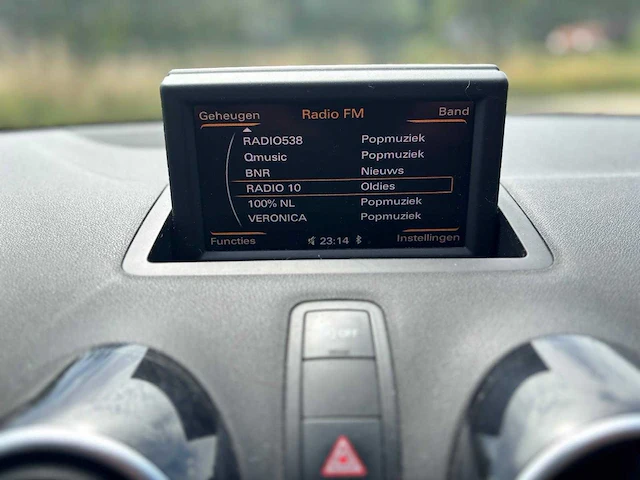 Geheugen Radio FM Band
RADIO538 Popmuziek
Qmusic Popmuziek
BNR Nieuws
RADIO 10 Oldies
100% NL Popmuziek
VERONICA Popmuziek
Functies 23:14 Instellingen
OFF